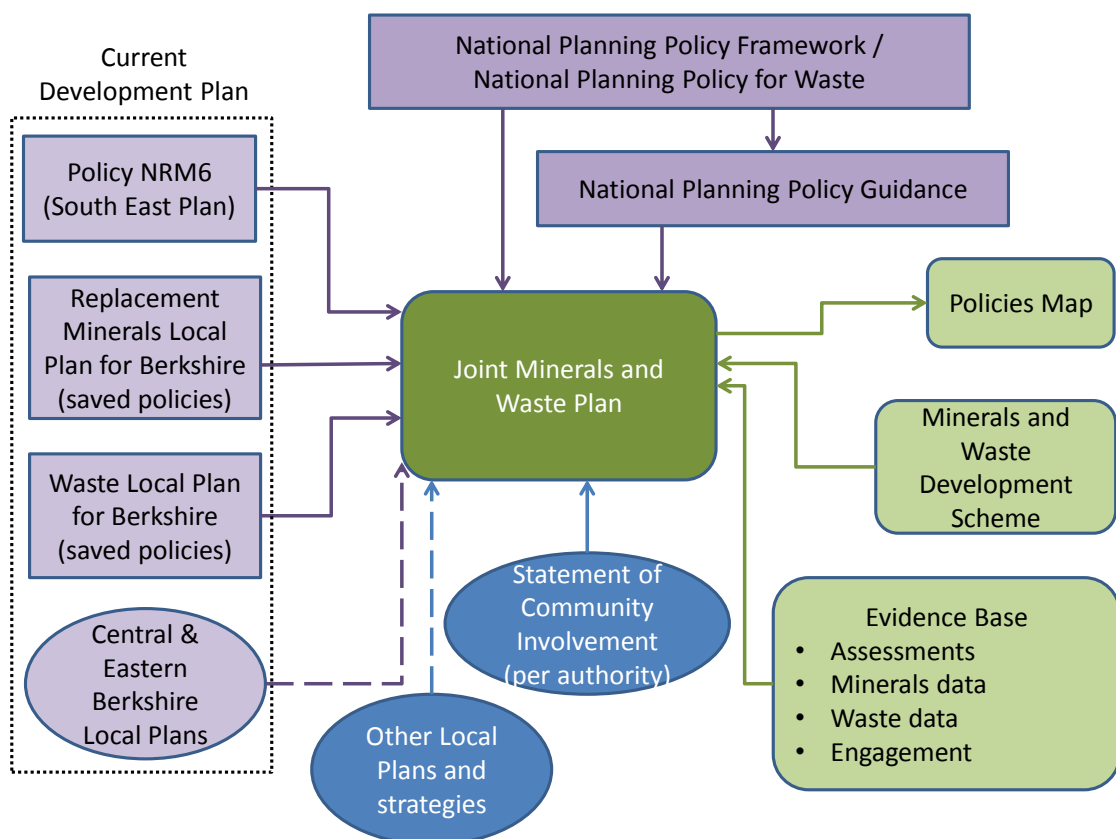 Current
Development Plan
National Planning Policy Framework /
National Planning Policy for Waste
Policy NRM6
(South East Plan)
National Planning Policy Guidance
Replacement
Minerals Local
Plan for Berkshire
(saved policies)
Joint Minerals and
Waste Plan
Policies Map
Minerals and
Waste
Development
Scheme
Waste Local Plan
for Berkshire
(saved policies)
Statement of
Community
Involvement
(per authority)
Central &
Eastern
Berkshire
Local Plans
Other Local
Plans and
strategies
Evidence Base
• Assessments
• Minerals data
• Waste data
• Engagement